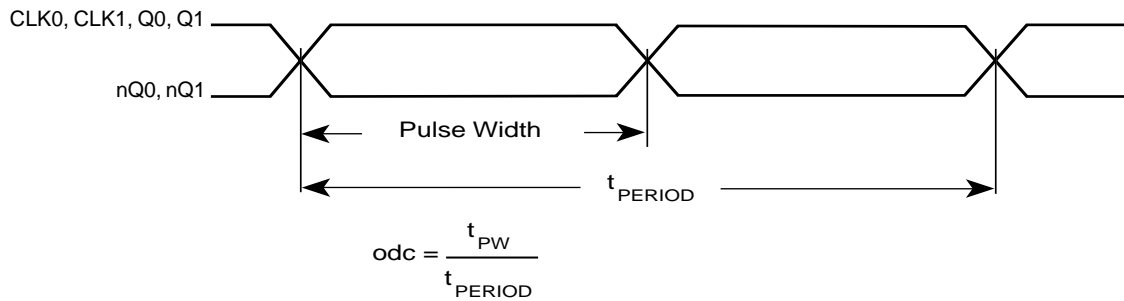 CLK0, CLK1, Q0, Q1
nQ0, nQ1
Pulse Width
tPERIOD
odc = tPW
tPERIOD